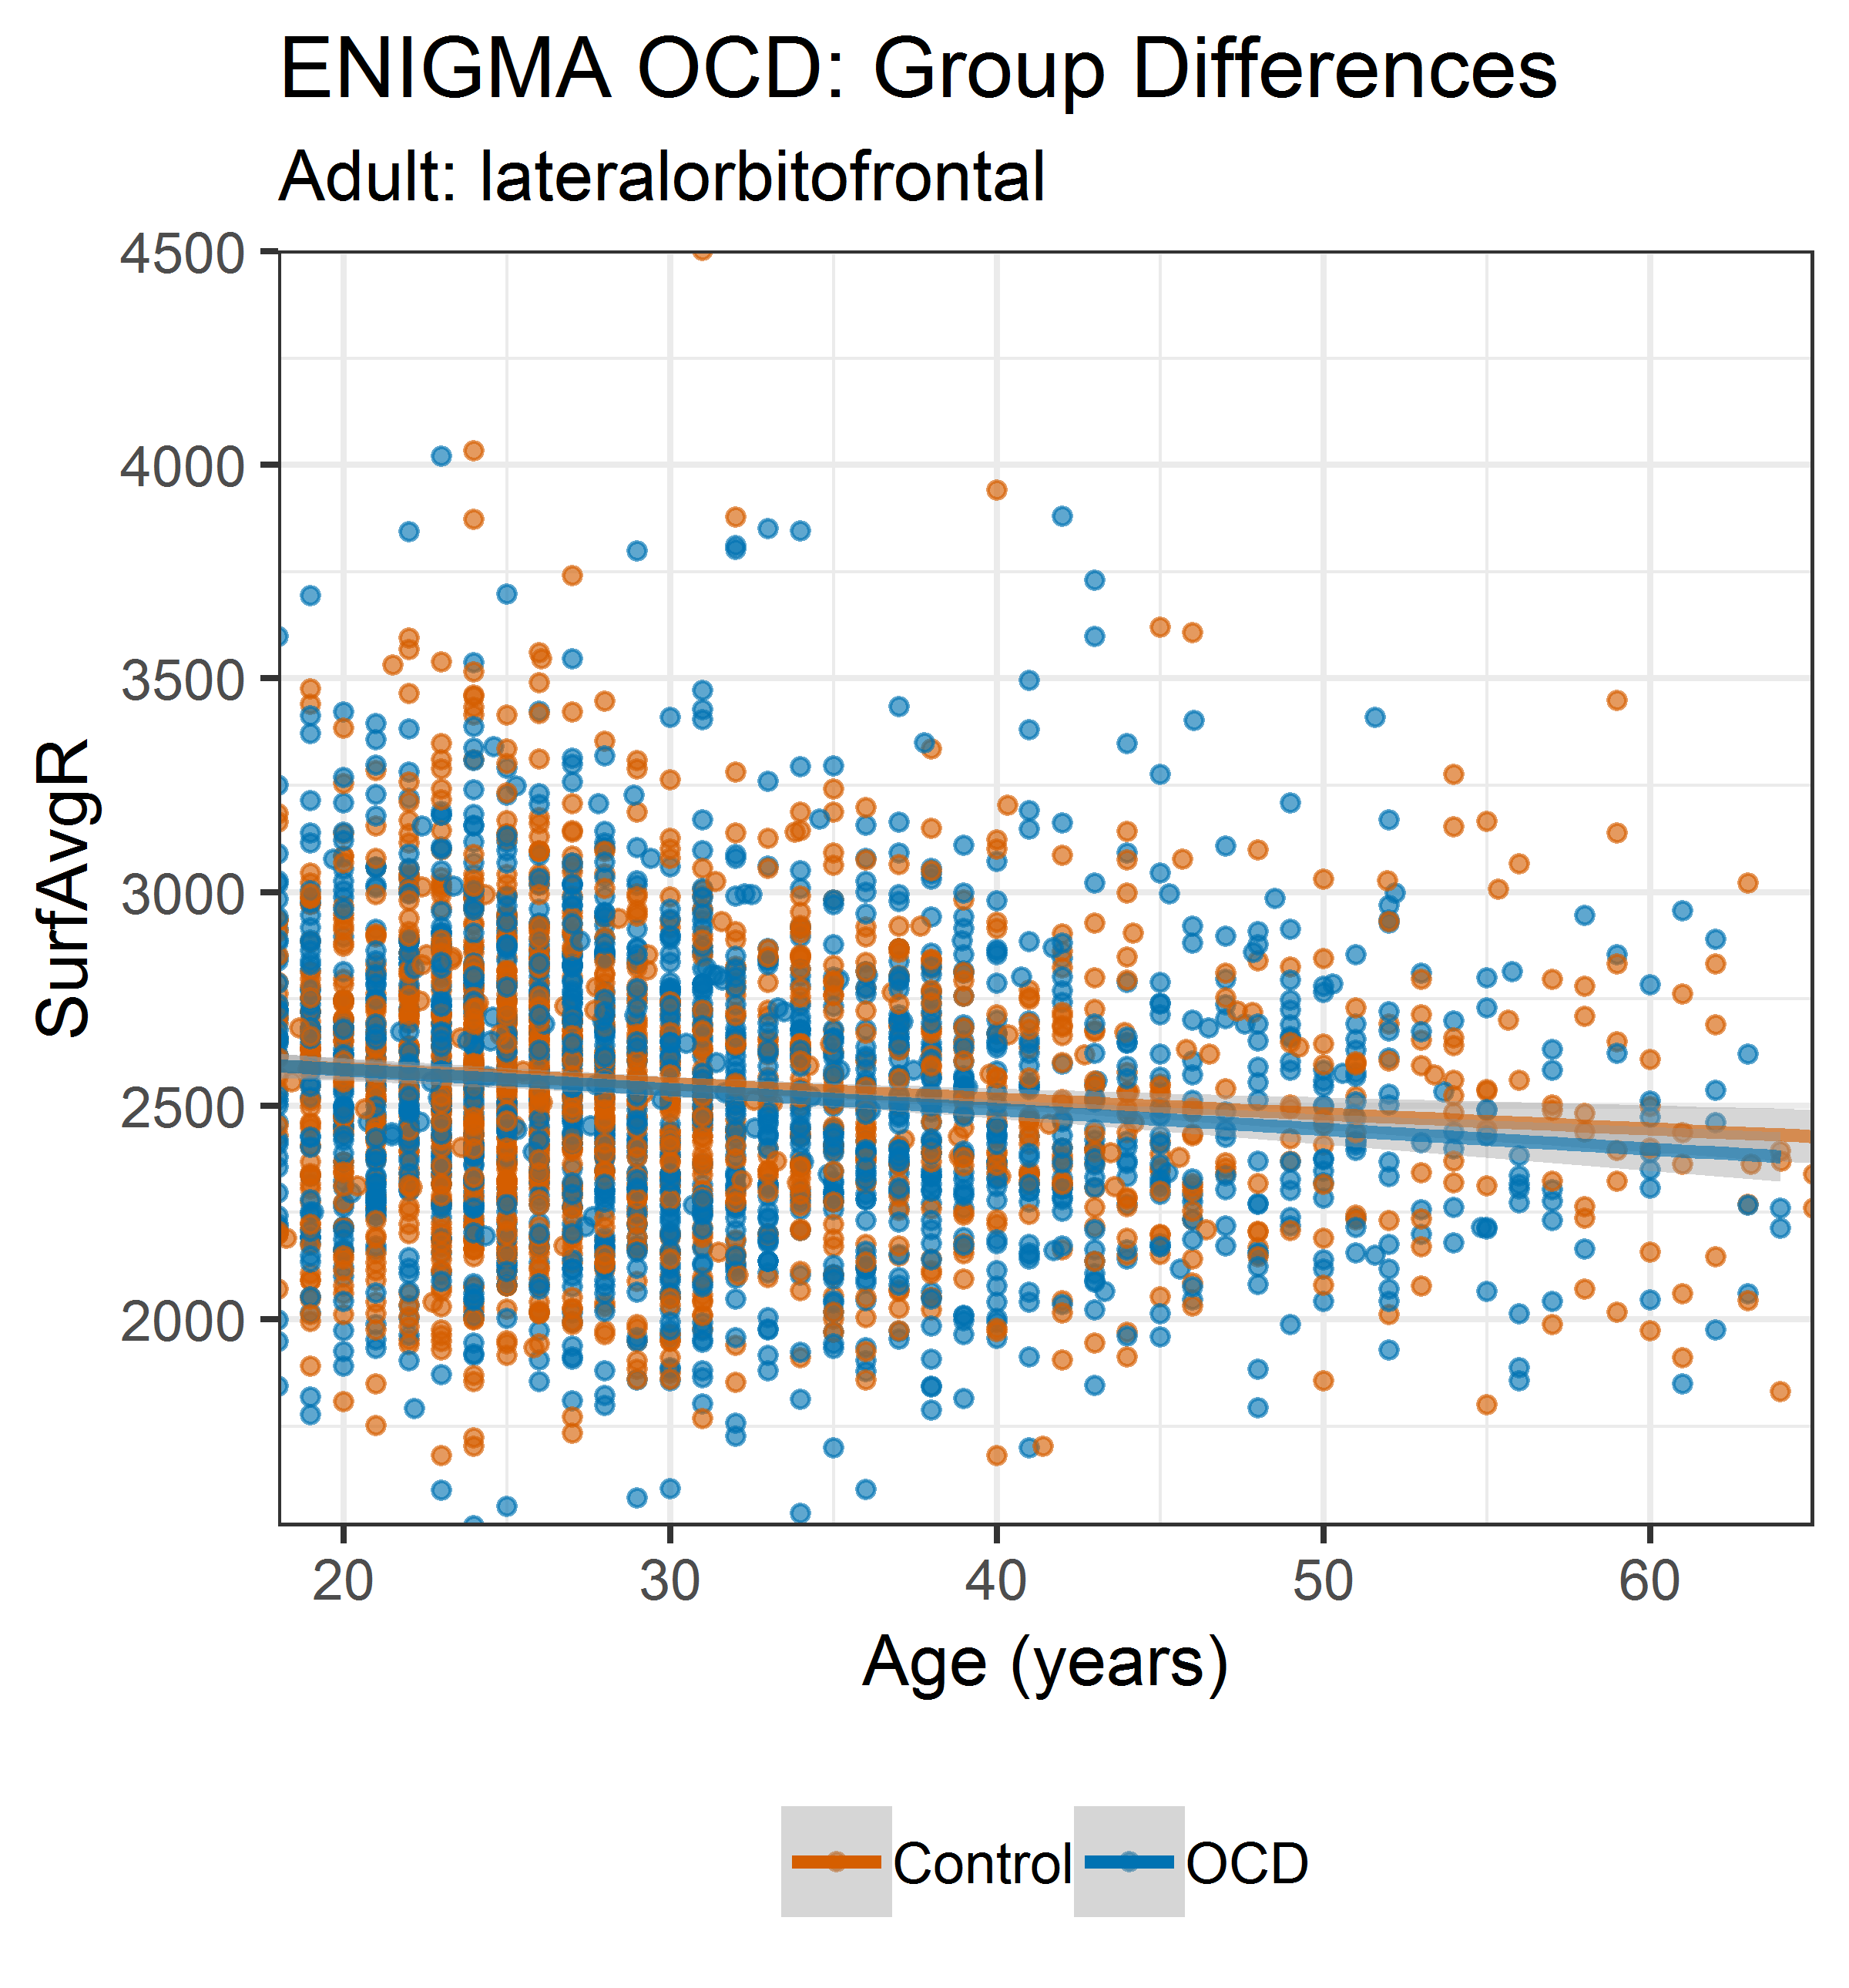 ENIGMA OCD: Group Differences
Adult: lateralorbitofrontal
4500
4000
3500
3000
2500
2000
SurfAvgR
20 30 40 50 60
Age (years)
Control OCD